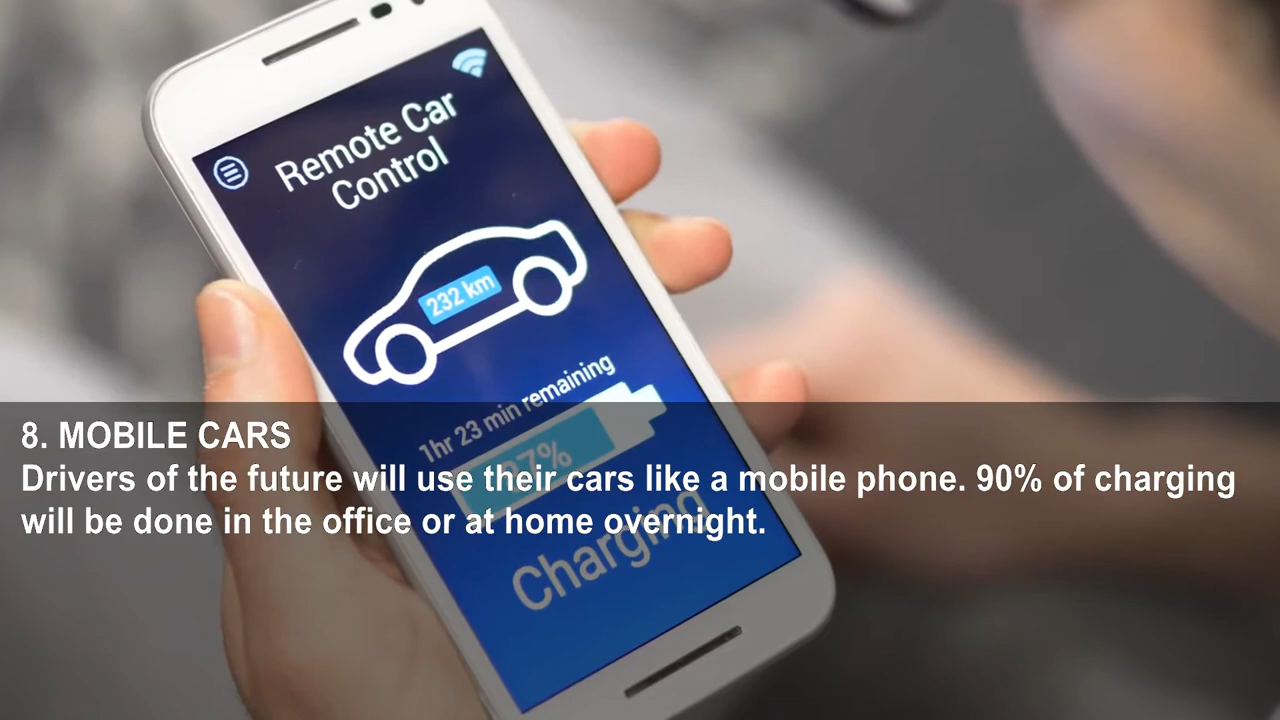 Remote Car
Control
232 km
1hr 23 min remaining
Charging
8. MOBILE CARS
Drivers of the future will use their cars like a mobile phone. 90% of charging
will be done in the office or at home overnight.